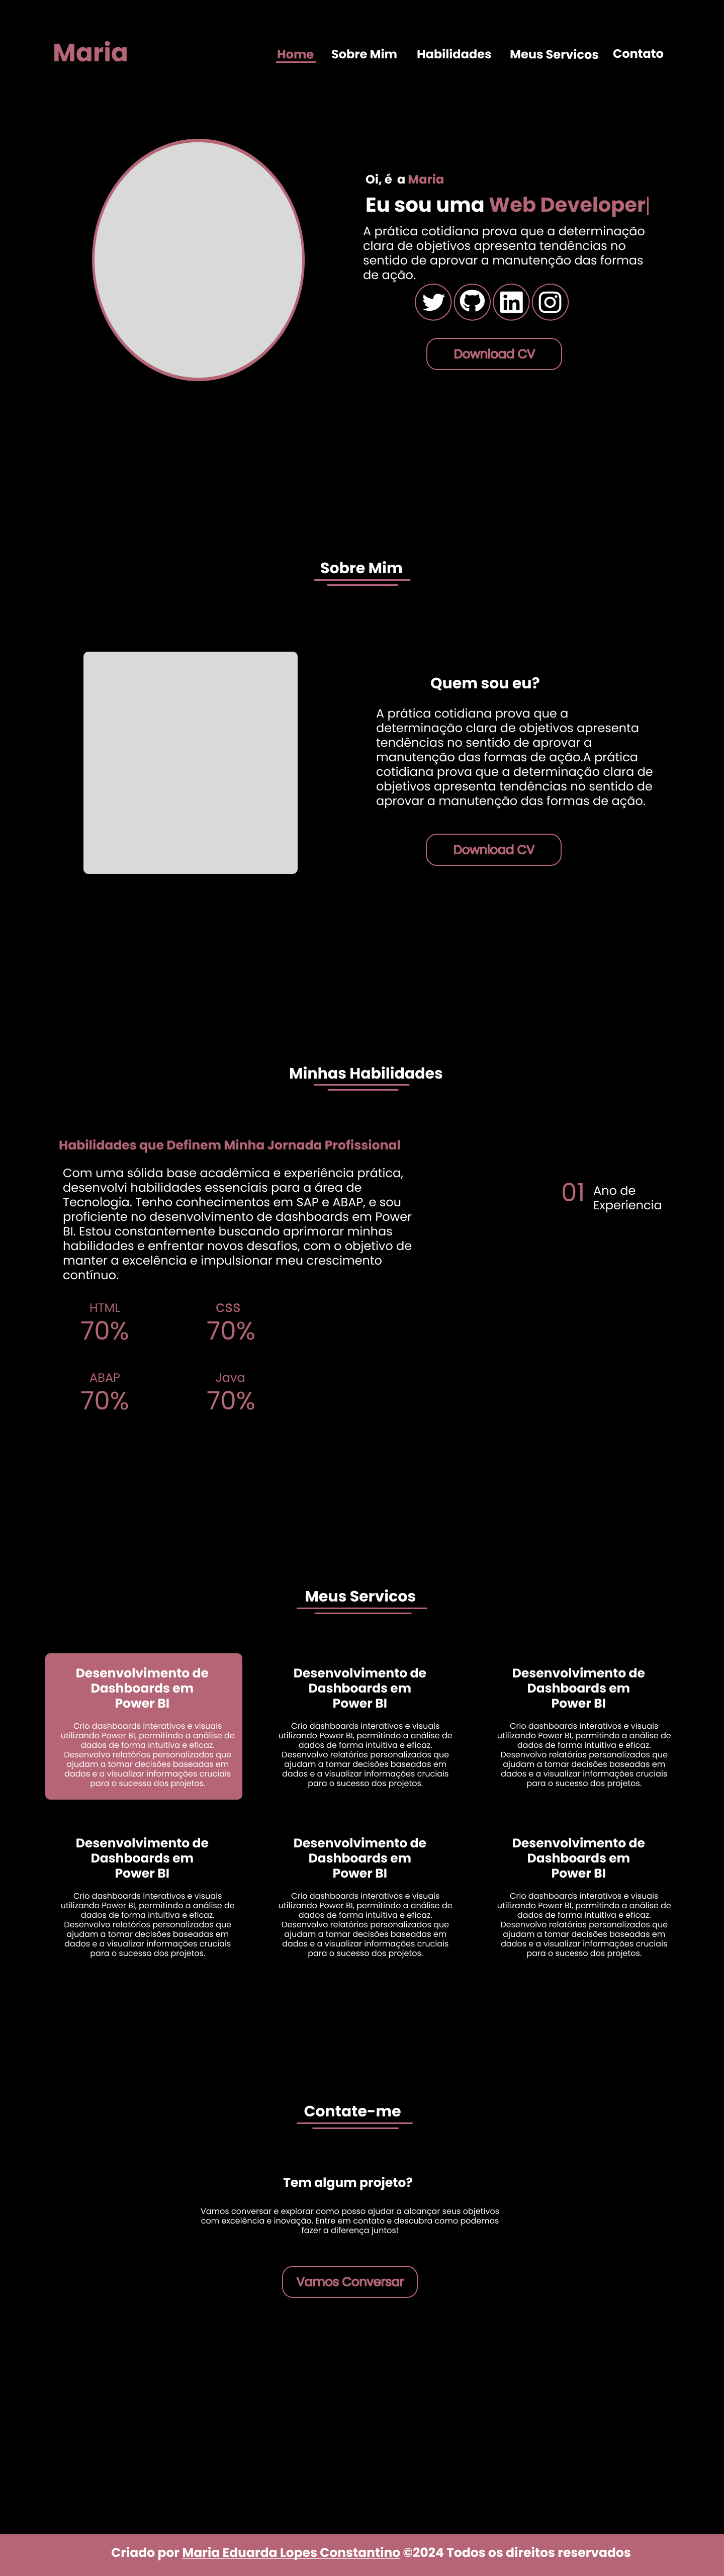 Maria
Home Sobre Mim Habilidades Meus Servicos Contato
Oi, é a Maria
Eu sou uma Web Developer|
A prática cotidiana prova que a determinação
clara de objetivos apresenta tendências no
sentido de aprovar a manutenção das formas
de ação.
Download CV
Sobre Mim
Quem sou eu?
A prática cotidiana prova que a
determinação clara de objetivos apresenta
tendências no sentido de aprovar a
manutenção das formas de ação.A prática
cotidiana prova que a determinação clara de
objetivos apresenta tendências no sentido de
aprovar a manutenção das formas de ação.
Download CV
Minhas Habilidades
Habilidades que Definem Minha Jornada Profissional
Com uma sólida base acadêmica e experiência prática,
desenvolvi habilidades essenciais para a área de
Tecnologia. Tenho conhecimentos em SAP e ABAP, e sou
proficiente no desenvolvimento de dashboards em Power
BI. Estou constantemente buscando aprimorar minhas
habilidades e enfrentar novos desafios, com o objetivo de
manter a excelência e impulsionar meu crescimento
contínuo.
01 Ano de
Experiencia
HTML CSS
70% 70%
ABAP Java
70% 70%
Meus Servicos
Desenvolvimento de
Dashboards em
Power BI
Crio dashboards interativos e visuais
utilizando Power BI, permitindo a análise de
dados de forma intuitiva e eficaz.
Desenvolvo relatórios personalizados que
ajudam a tomar decisões baseadas em
dados e a visualizar informações cruciais
para o sucesso dos projetos.
Desenvolvimento de
Dashboards em
Power BI
Crio dashboards interativos e visuais
utilizando Power BI, permitindo a análise de
dados de forma intuitiva e eficaz.
Desenvolvo relatórios personalizados que
ajudam a tomar decisões baseadas em
dados e a visualizar informações cruciais
para o sucesso dos projetos.
Desenvolvimento de
Dashboards em
Power BI
Crio dashboards interativos e visuais
utilizando Power BI, permitindo a análise de
dados de forma intuitiva e eficaz.
Desenvolvo relatórios personalizados que
ajudam a tomar decisões baseadas em
dados e a visualizar informações cruciais
para o sucesso dos projetos.
Desenvolvimento de
Dashboards em
Power BI
Crio dashboards interativos e visuais
utilizando Power BI, permitindo a análise de
dados de forma intuitiva e eficaz.
Desenvolvo relatórios personalizados que
ajudam a tomar decisões baseadas em
dados e a visualizar informações cruciais
para o sucesso dos projetos.
Desenvolvimento de
Dashboards em
Power BI
Crio dashboards interativos e visuais
utilizando Power BI, permitindo a análise de
dados de forma intuitiva e eficaz.
Desenvolvo relatórios personalizados que
ajudam a tomar decisões baseadas em
dados e a visualizar informações cruciais
para o sucesso dos projetos.
Desenvolvimento de
Dashboards em
Power BI
Crio dashboards interativos e visuais
utilizando Power BI, permitindo a análise de
dados de forma intuitiva e eficaz.
Desenvolvo relatórios personalizados que
ajudam a tomar decisões baseadas em
dados e a visualizar informações cruciais
para o sucesso dos projetos.
Contate-me
Tem algum projeto?
Vamos conversar e explorar como posso ajudar a alcançar seus objetivos
com excelência e inovação. Entre em contato e descubra como podemos
fazer a diferença juntos!
Vamos Conversar
Criado por Maria Eduarda Lopes Constantino ©2024 Todos os direitos reservados